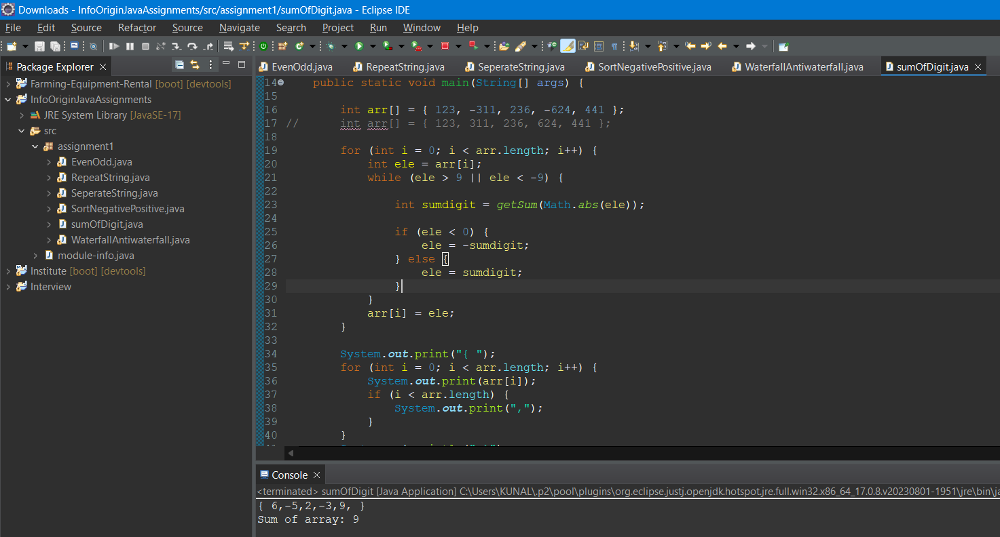 Downloads - InfoOriginJavaAssignments/src/assignment1/sumOfDigit.java - Eclipse IDE
File Edit Source Refactor Source Navigate Search Project Run Window Help
Package Explorer
Farming-Equipment-Rental [boot] [devtools]
InfoOriginJavaAssignments
JRE System Library [JavaSE-17]
src
assignment1
EvenOdd.java
RepeatString.java
SeperateString.java
SortNegativePositive.java
sumOfDigit.java
WaterfallAntiwaterfall.java
module-info.java
Institute [boot] [devtools]
Interview
EvenOdd.java RepeatString.java SeperateString.java SortNegativePositive.java WaterfallAntiwaterfall.java sumOfDigit.java
14 public static void main(String[] args) {
15
16 int arr[] = { 123, -311, 236, -624, 441 };
17 // int arr[] = { 123, 311, 236, 624, 441 };
18
19 for (int i = 0; i < arr.length; i++) {
20 int ele = arr[i];
21 while (ele > 9 || ele < -9) {
22
23 int sumdigit = getSum(Math.abs(ele));
24
25 if (ele < 0) {
26 ele = -sumdigit;
27 } else {
28 ele = sumdigit;
29 }
30 }
31 arr[i] = ele;
32 }
33
34 System.out.print("{ ");
35 for (int i = 0; i < arr.length; i++) {
36 System.out.print(arr[i]);
37 if (i < arr.length) {
38 System.out.print(",");
39 }
40 }
Console
<terminated> sumOfDigit [Java Application] C:\Users\KUNAL\.p2\pool\plugins\org.eclipse.justj.openjdk.hotspot.jre.full.win32.x86_64_17.0.8.v20230801-1951\jre\bin\ja
{ 6,-5,2,-3,9, }
Sum of array: 9